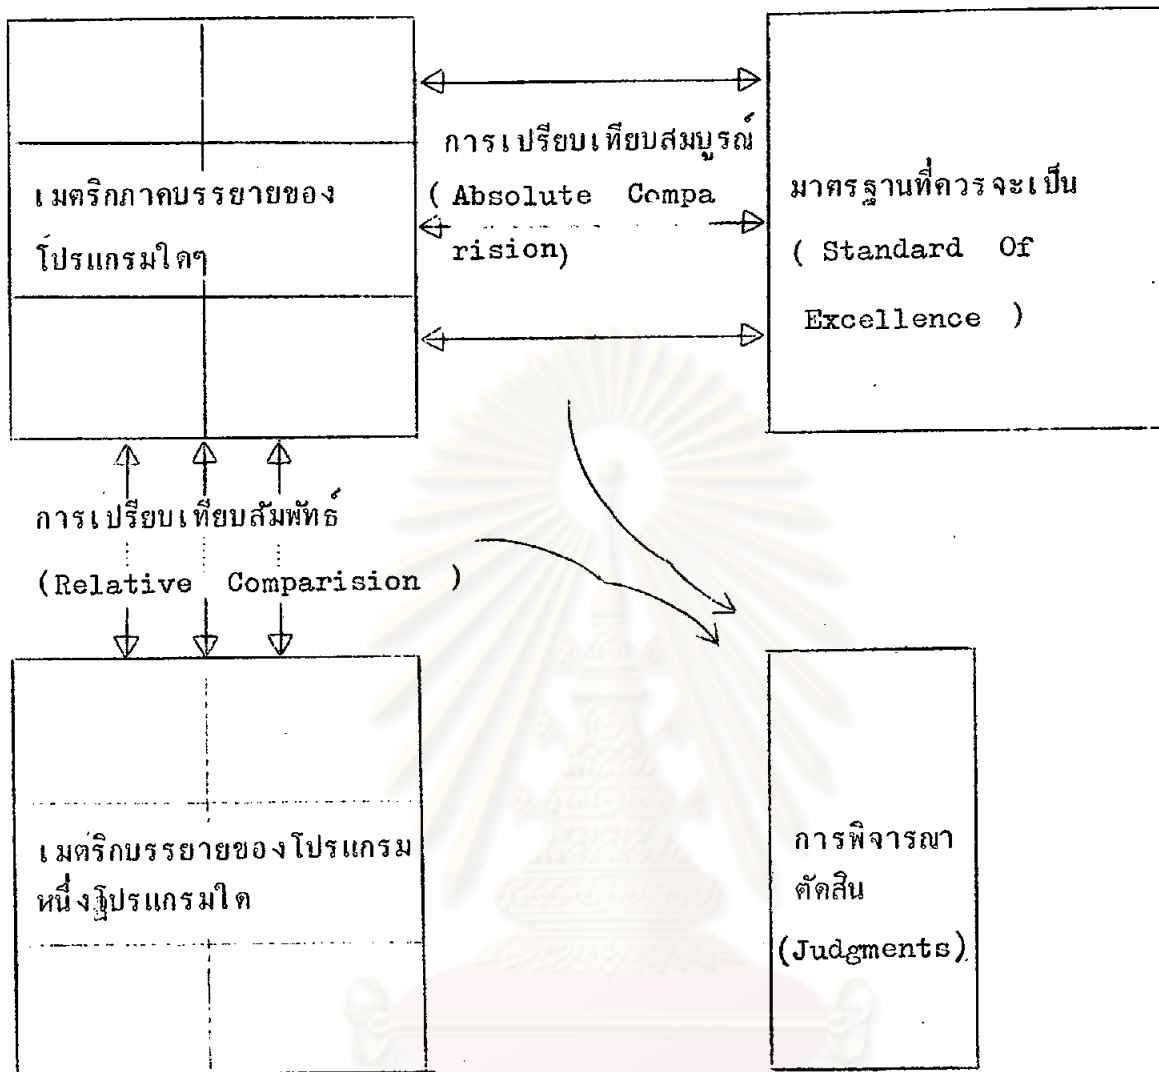 การเปรียบเทียบสมบูรณ์
(Absolute Compa
rision)
เมตริกภาคบรรยายของ
โปรแกรมใดๆ
มาตรฐานที่ควรจะเป็น
( Standard Of
Excellence )
การเปรียบเทียบสัมพัทธ์
(Relative Comparision )
เมตริกบรรยายของโปรแกรม
หนึ่งโปรแกรมใด
การพิจารณา
ตัดสิน
(Judgments)